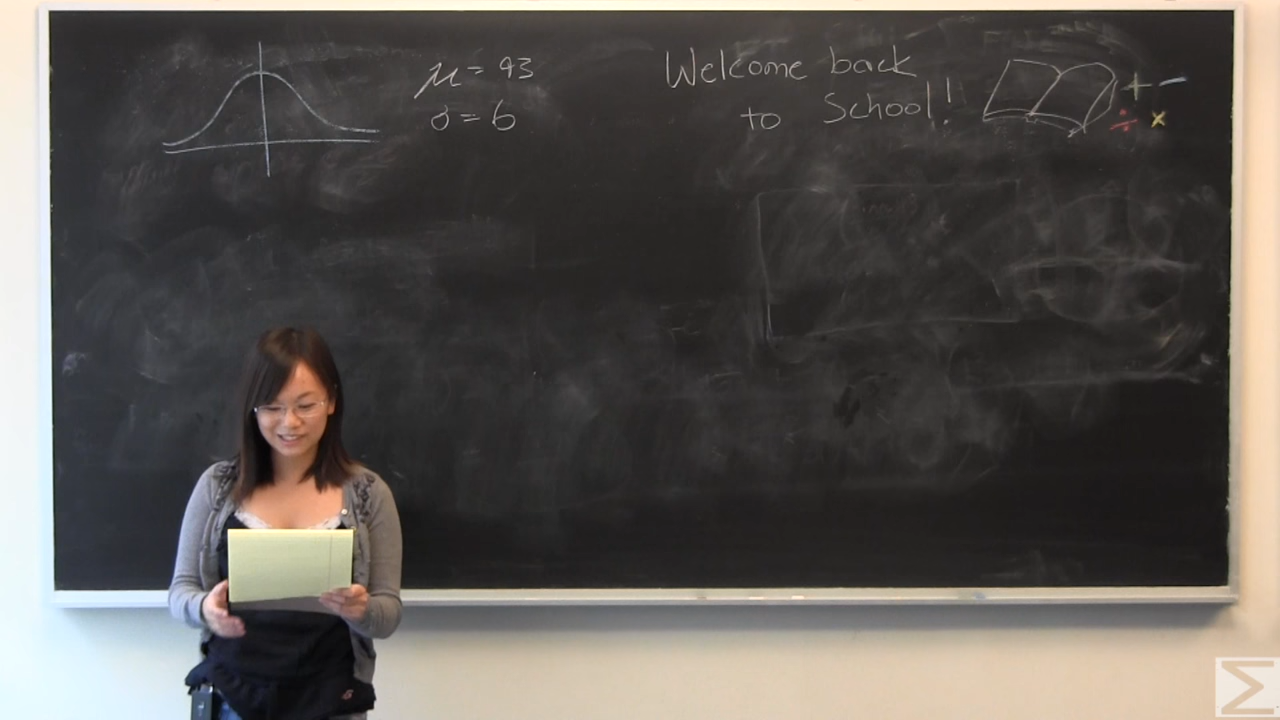 μ = 93
σ = 6
Welcome back
to School!
+ -
÷ ×
Σ